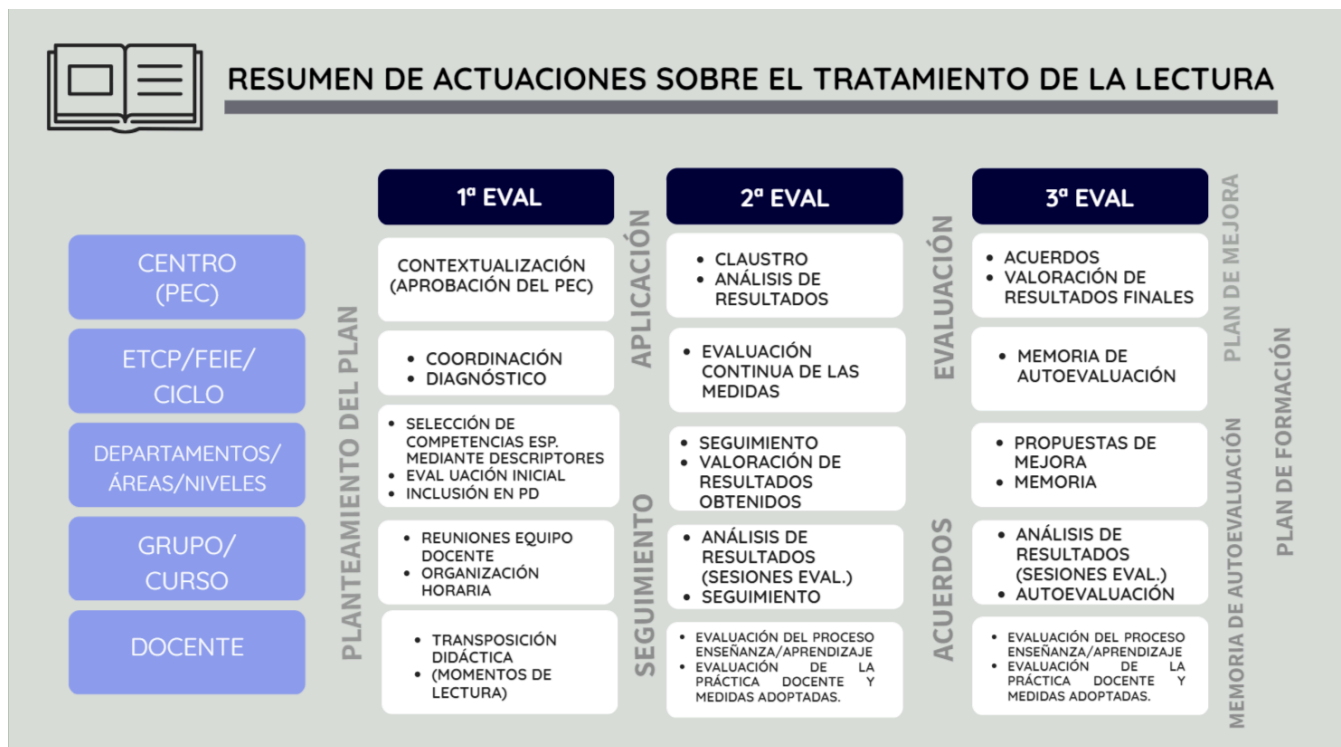 RESUMEN DE ACTUACIONES SOBRE EL TRATAMIENTO DE LA LECTURA
1ª EVAL
2ª EVAL
3ª EVAL
CENTRO
(PEC)
CONTEXTUALIZACIÓN
(APROBACIÓN DEL PEC)
• CLAUSTRO
• ANÁLISIS DE
RESULTADOS
• ACUERDOS
• VALORACIÓN DE
RESULTADOS FINALES
ETCP/FEIE/
CICLO
• COORDINACIÓN
• DIAGNÓSTICO
• EVALUACIÓN
CONTINUA DE LAS
MEDIDAS
• MEMORIA DE
AUTOEVALUACIÓN
DEPARTAMENTOS/
ÁREAS/NIVELES
• SELECCIÓN DE
COMPETENCIAS ESP.
MEDIANTE DESCRIPTORES
• EVAL UACIÓN INICIAL
• INCLUSIÓN EN PD
• SEGUIMIENTO
• VALORACIÓN DE
RESULTADOS
OBTENIDOS
• PROPUESTAS DE
MEJORA
• MEMORIA
GRUPO/
CURSO
• REUNIONES EQUIPO
DOCENTE
• ORGANIZACIÓN
HORARIA
• ANÁLISIS DE
RESULTADOS
(SESIONES EVAL.)
• SEGUIMIENTO
• ANÁLISIS DE
RESULTADOS
(SESIONES EVAL.)
• AUTOEVALUACIÓN
DOCENTE
• TRANSPOSICIÓN
DIDÁCTICA
• (MOMENTOS DE
LECTURA)
• EVALUACIÓN DEL PROCESO
ENSEÑANZA/APRENDIZAJE
• EVALUACIÓN DE LA
PRÁCTICA DOCENTE Y
MEDIDAS ADOPTADAS.
• EVALUACIÓN DEL PROCESO
ENSEÑANZA/APRENDIZAJE
• EVALUACIÓN DE LA
PRÁCTICA DOCENTE Y
MEDIDAS ADOPTADAS.
PLANTEAMIENTO DEL PLAN
APLICACIÓN
SEGUIMIENTO
EVALUACIÓN
ACUERDOS
PLAN DE MEJORA
MEMORIA DE AUTOEVALUACIÓN
PLAN DE FORMACIÓN